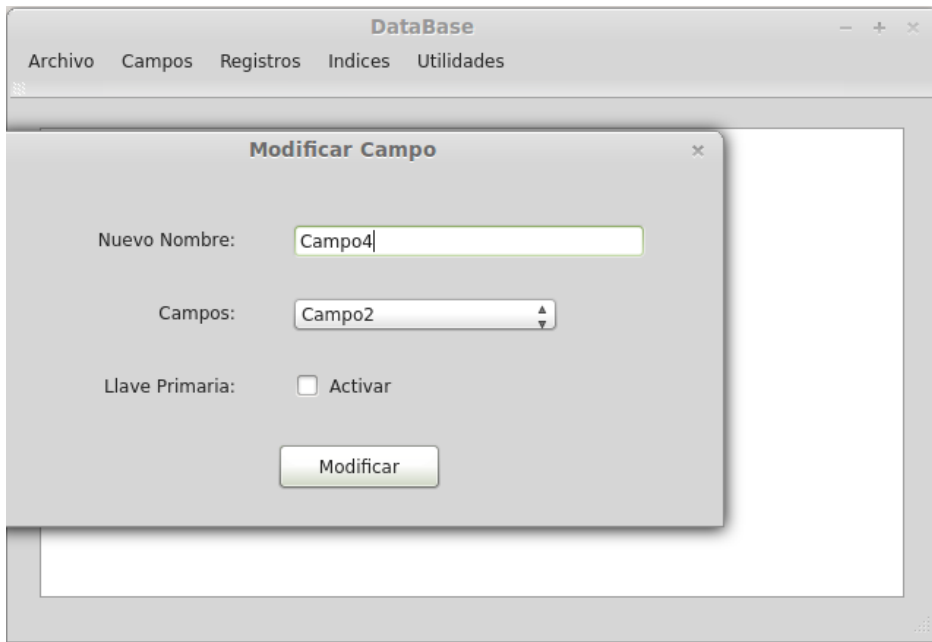 DataBase
Archivo Campos Registros Indices Utilidades
Modificar Campo
Nuevo Nombre: Campo4
Campos: Campo2
Llave Primaria: Activar
Modificar